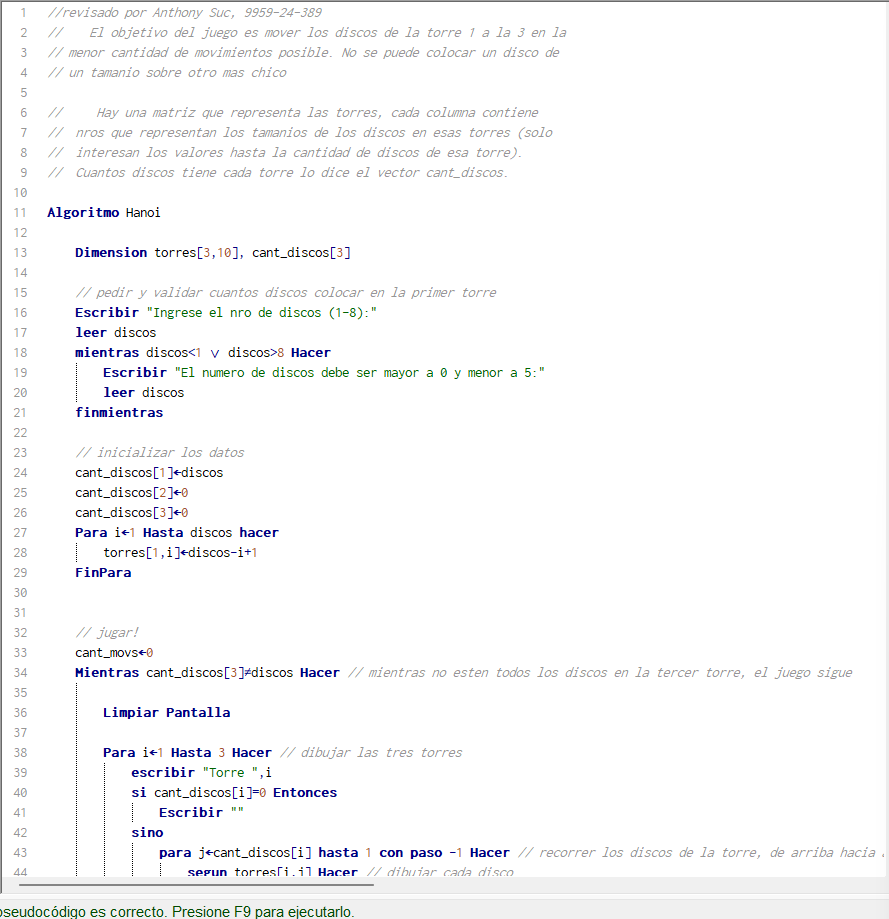 1 //revisado por Anthony Suc, 9959-24-389
2 // El objetivo del juego es mover los discos de la torre 1 a la 3 en la
3 // menor cantidad de movimientos posible. No se puede colocar un disco de
4 // un tamanio sobre otro mas chico
5
6 // Hay una matriz que representa las torres, cada columna contiene
7 // nros que representan los tamanios de los discos en esas torres (solo
8 // interesan los valores hasta la cantidad de discos de esa torre).
9 // Cuantos discos tiene cada torre lo dice el vector cant_discos.
10
11 Algoritmo Hanoi
12
13 Dimension torres[3,10], cant_discos[3]
14
15 // pedir y validar cuantos discos colocar en la primer torre
16 Escribir "Ingrese el nro de discos (1-8):"
17 leer discos
18 mientras discos<1 ∨ discos>8 Hacer
19 Escribir "El numero de discos debe ser mayor a 0 y menor a 5:"
20 leer discos
21 finmientras
22
23 // inicializar los datos
24 cant_discos[1]←discos
25 cant_discos[2]←0
26 cant_discos[3]←0
27 Para i←1 Hasta discos hacer
28 torres[1,i]←discos-i+1
29 FinPara
30
31
32 // jugar!
33 cant_movs←0
34 Mientras cant_discos[3]≠discos Hacer // mientras no esten todos los discos en la tercer torre, el juego sigue
35
36 Limpiar Pantalla
37
38 Para i←1 Hasta 3 Hacer // dibujar las tres torres
39 escribir "Torre ",i
40 si cant_discos[i]=0 Entonces
41 Escribir ""
42 sino
43 para j←cant_discos[i] hasta 1 con paso -1 Hacer // recorrer los discos de la torre, de arriba hacia
44 segun torres[i,j] Hacer // dibujar cada disco
pseudocódigo es correcto. Presione F9 para ejecutarlo.